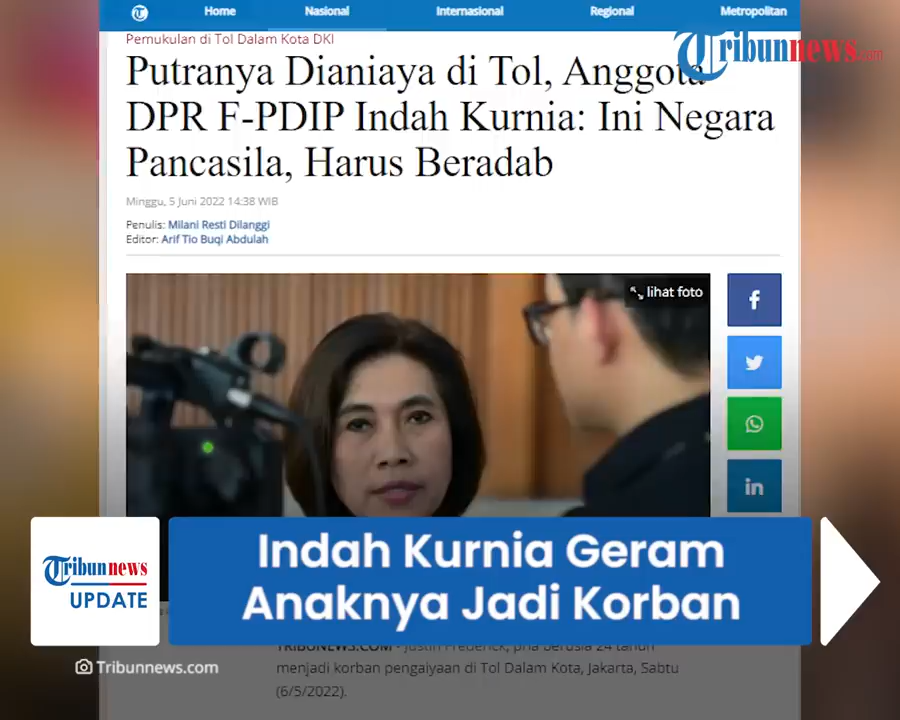 Home Nasional Internasional Regional Metropolitan
Tribunnews.com
Pemukulan di Tol Dalam Kota DKI
Putranya Dianiaya di Tol, Anggota
DPR F-PDIP Indah Kurnia: Ini Negara
Pancasila, Harus Beradab
Minggu, 5 Juni 2022 14:38 WIB
Penulis: Milani Resti Dilanggi
Editor: Arif Tio Buqi Abdulah
lihat foto
Indah Kurnia Geram
Anaknya Jadi Korban
Tribunnews
UPDATE
TRIBUNNEWS.COM - Justin Frederick, pria berusia 24 tahun
menjadi korban pengaiyaan di Tol Dalam Kota, Jakarta, Sabtu
(6/5/2022).
Tribunnews.com